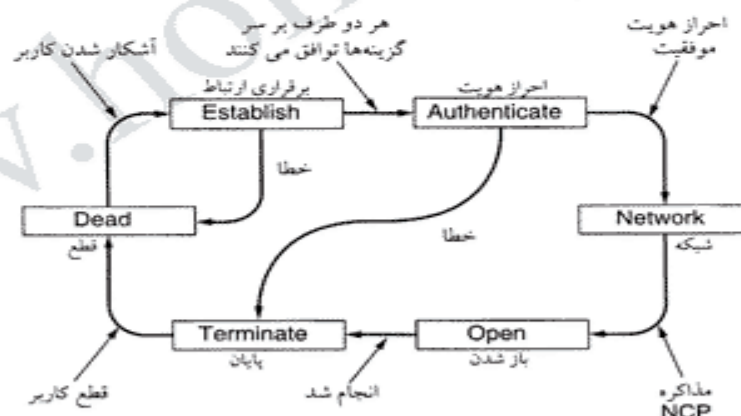 آشکار شدن کاربر
هر دو طرف بر سر
گزینه‌ها توافق می کنند
احراز هویت
موفقیت
برقراری ارتباط
Establish
احراز هویت
Authenticate
خطا
خطا
Dead
قطع
Network
شبکه
Terminate
پایان
Open
باز شدن
قطع کاربر
انجام شد
مذاکره
NCP